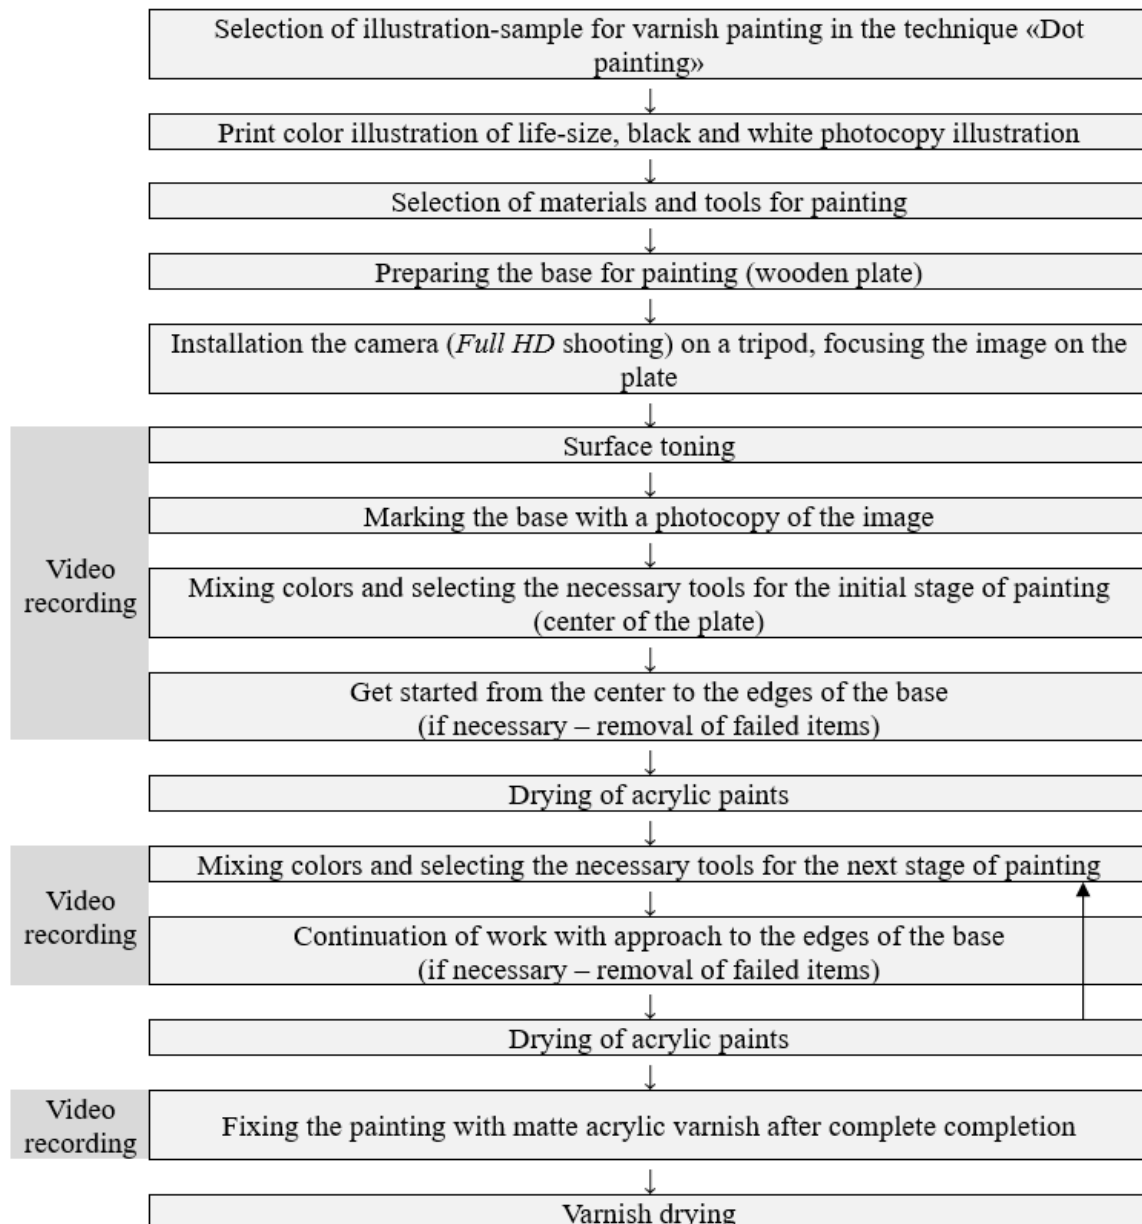 Selection of illustration-sample for varnish painting in the technique «Dot
painting»
↓
Print color illustration of life-size, black and white photocopy illustration
↓
Selection of materials and tools for painting
↓
Preparing the base for painting (wooden plate)
↓
Installation the camera (Full HD shooting) on a tripod, focusing the image on the
plate
↓
Surface toning
↓
Marking the base with a photocopy of the image
↓
Video
recording
Mixing colors and selecting the necessary tools for the initial stage of painting
(center of the plate)
↓
Get started from the center to the edges of the base
(if necessary – removal of failed items)
↓
Drying of acrylic paints
↓
Mixing colors and selecting the necessary tools for the next stage of painting
↓
Video
recording
Continuation of work with approach to the edges of the base
(if necessary – removal of failed items)
↓
Drying of acrylic paints
↓
Video
recording
Fixing the painting with matte acrylic varnish after complete completion
↓
Varnish drying